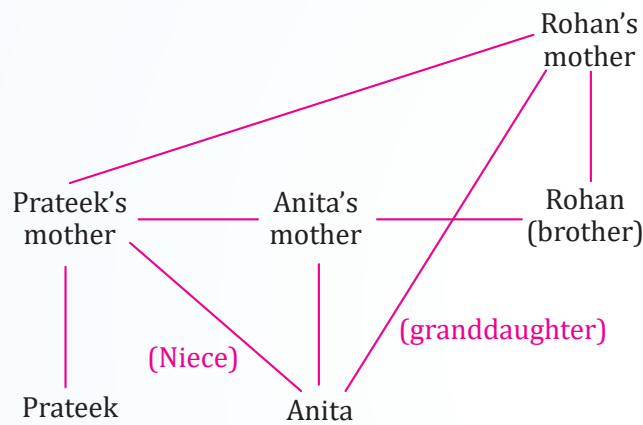 Rohan’s
mother
Prateek’s
mother
Anita’s
mother
Rohan
(brother)
(Niece)
(granddaughter)
Prateek
Anita